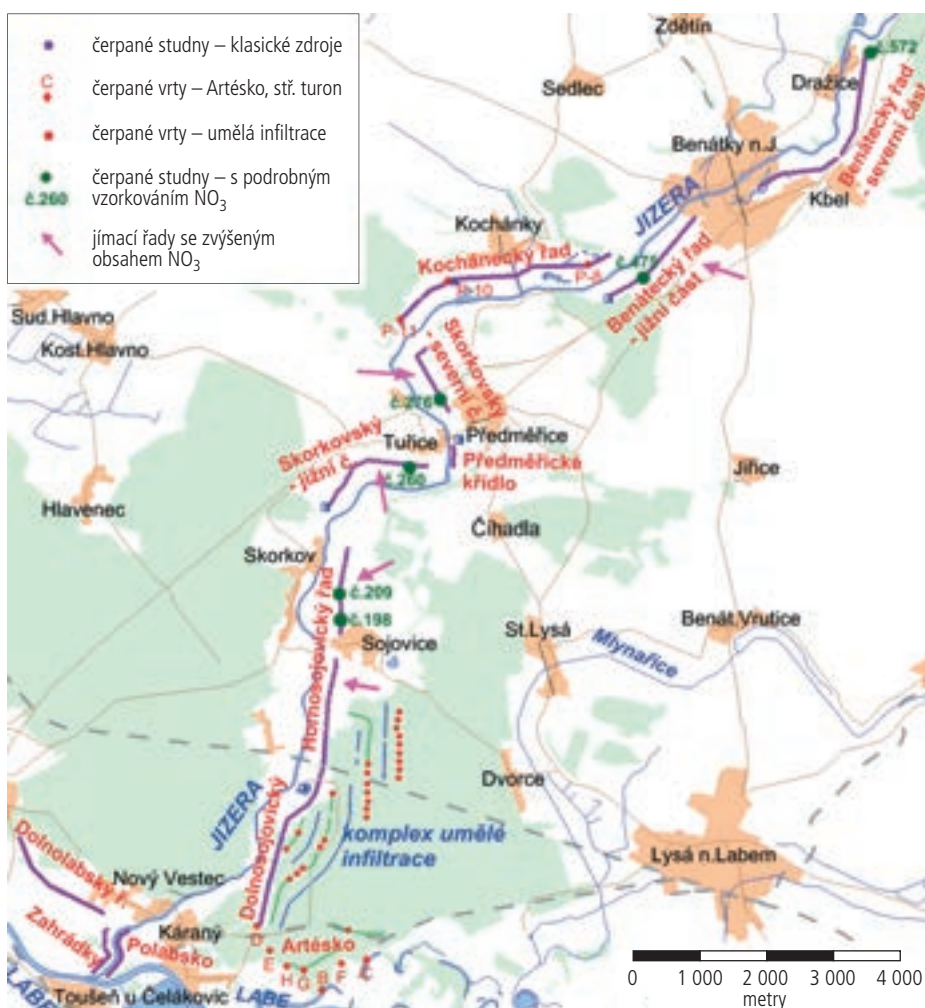 čerpané studny – klasické zdroje
C
čerpané vrty – Artésko, stř. turon
čerpané vrty – umělá infiltrace
č.260
čerpané studny – s podrobným
vzorkováním NO3
jímací řady se zvýšeným
obsahem NO3
Zdětín
č.572
Sedlec
Dražice
Benátky n.J.
Benátecký řad
- severní část
Kbel
JIZERA
Kochánky
Kochánecký řad
č.479
P-8
P-10
Benátecký řad
- jižní část
Sud.Hlavno
Kost.Hlavno
Skorkovský
- severní č.
č.276
Tuřice
Předměřice
Předměřické
křídlo
Skorkovský
- jižní č.
č.260
Jiřice
Hlavenec
Číhadla
Skorkov
č.209
č.198
Hornosojovický řad
Sojovice
St.Lysá
Benát.Vrutice
Mlynařice
Dvorce
JIZERA
Dolnosojovický
komplex umělé
infiltrace
Lysá n.Labem
Dolnolabský ř.
Nový Vestec
Zahrádky
Polabsko
Káraný
D
Artésko
E
H
G
B
F
C
LABE
Toušeň u Čelákovic
LABE
0 1 000 2 000 3 000 4 000
metry